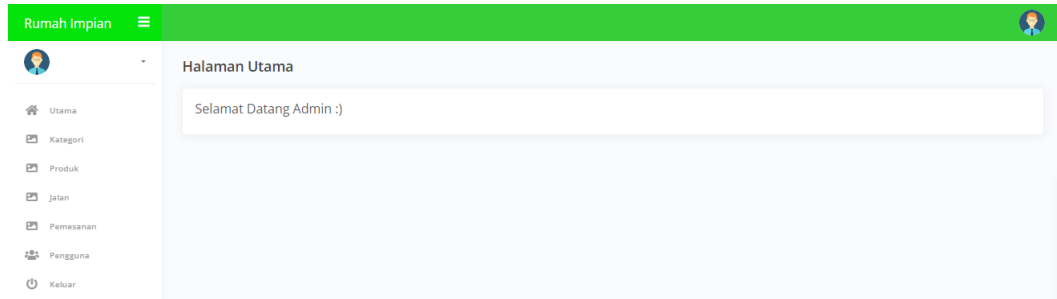 Rumah Impian
Halaman Utama
Selamat Datang Admin :)
Utama
Kategori
Produk
Jalan
Pemesanan
Pengguna
Keluar